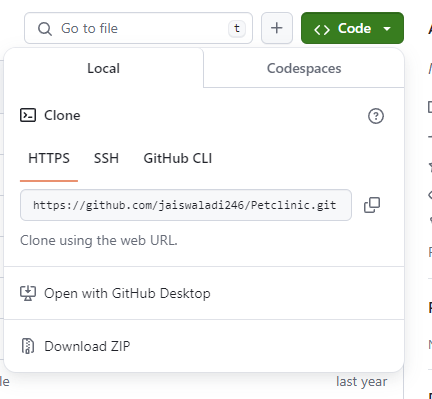 Go to file t + <> Code
Local Codespaces
Clone
HTTPS SSH GitHub CLI
https://github.com/jaiswaladi246/Petclinic.git
Clone using the web URL.
Open with GitHub Desktop
Download ZIP
last year